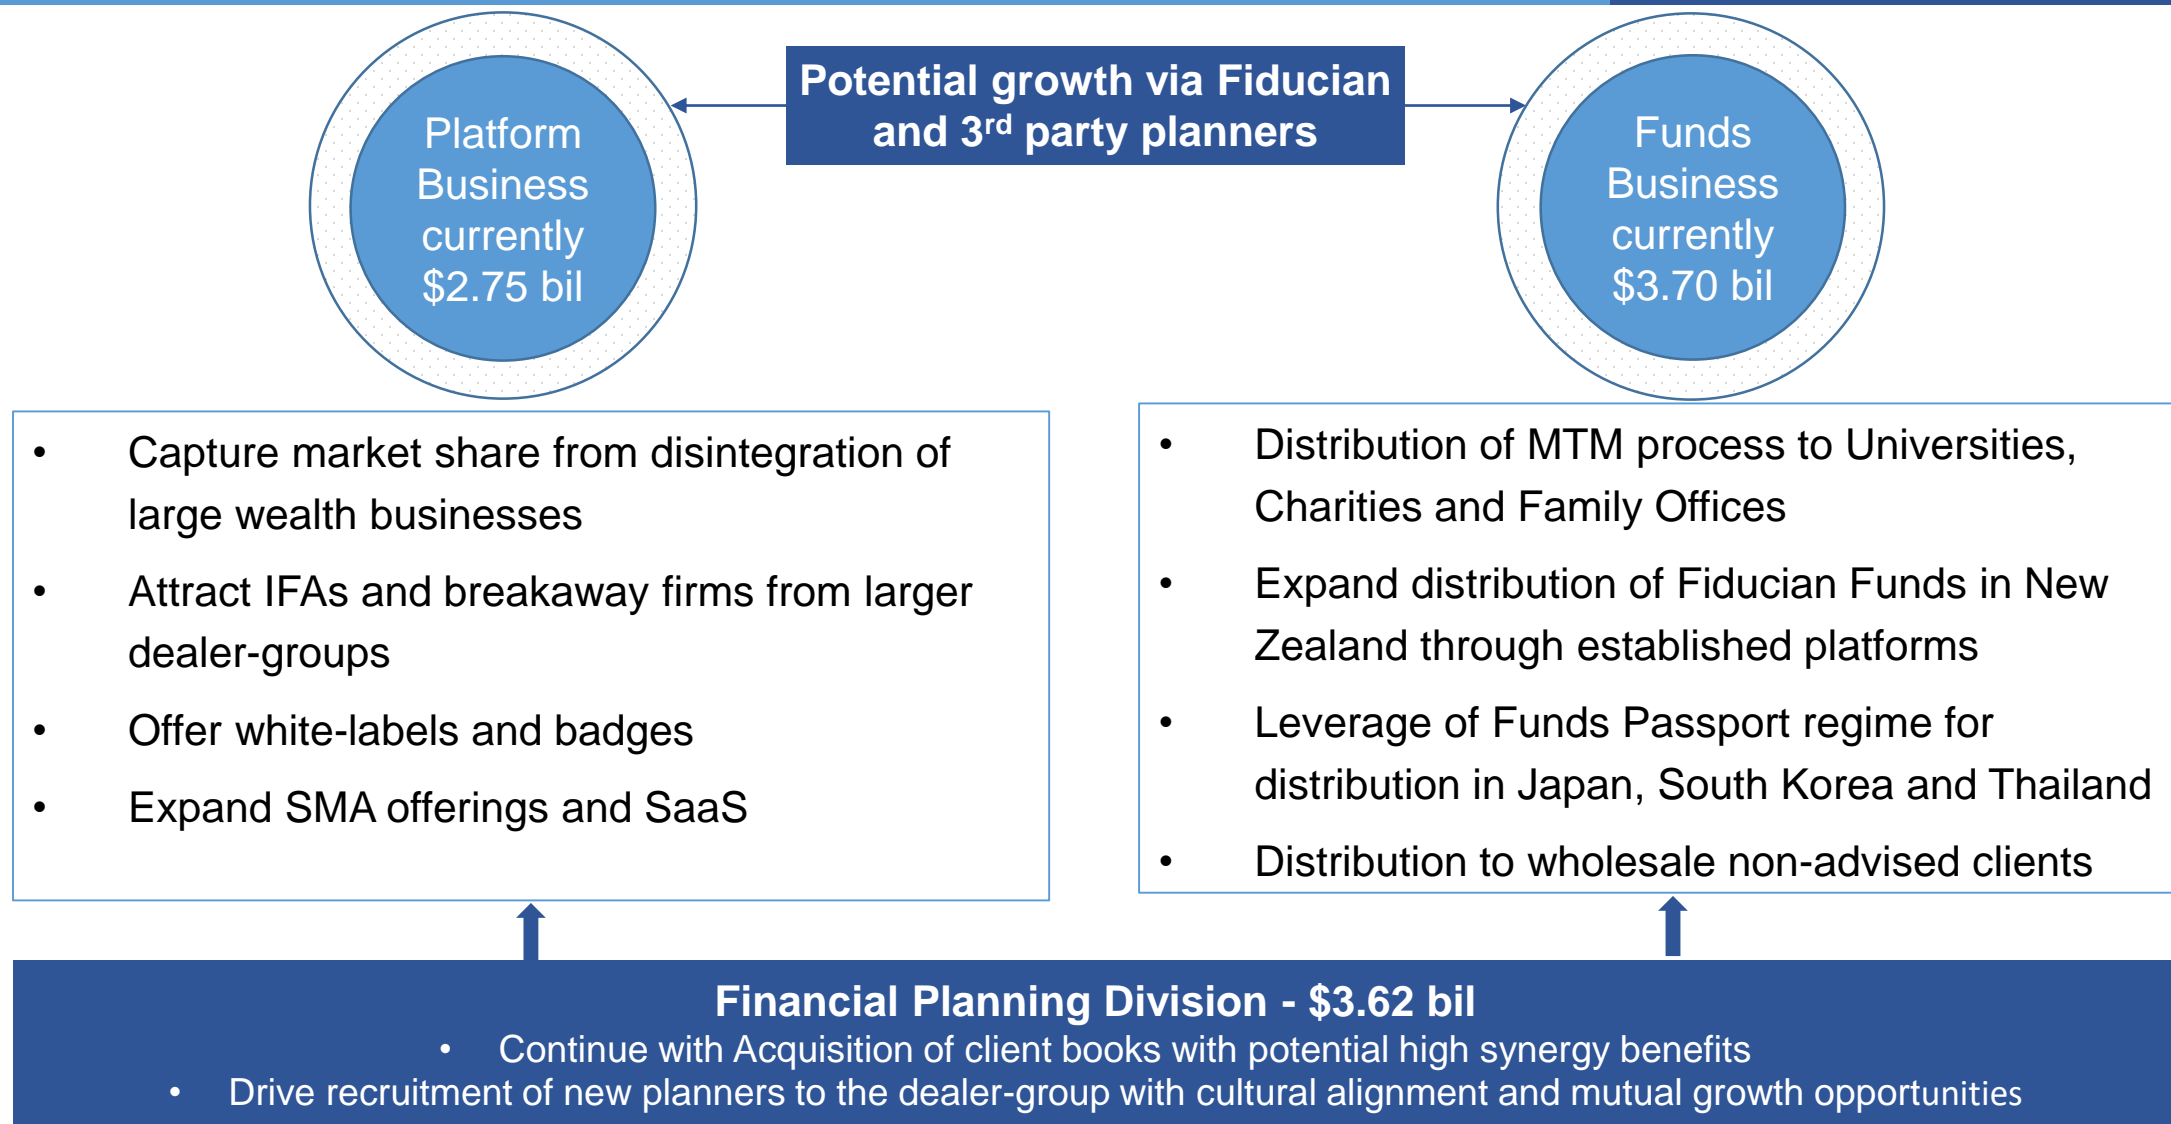 Potential growth via Fiducian
and 3rd party planners
Platform
Business
currently
$2.75 bil
Funds
Business
currently
$3.70 bil
• Capture market share from disintegration of
large wealth businesses
• Attract IFAs and breakaway firms from larger
dealer-groups
• Offer white-labels and badges
• Expand SMA offerings and SaaS
• Distribution of MTM process to Universities,
Charities and Family Offices
• Expand distribution of Fiducian Funds in New
Zealand through established platforms
• Leverage of Funds Passport regime for
distribution in Japan, South Korea and Thailand
• Distribution to wholesale non-advised clients
Financial Planning Division - $3.62 bil
• Continue with Acquisition of client books with potential high synergy benefits
• Drive recruitment of new planners to the dealer-group with cultural alignment and mutual growth opportunities